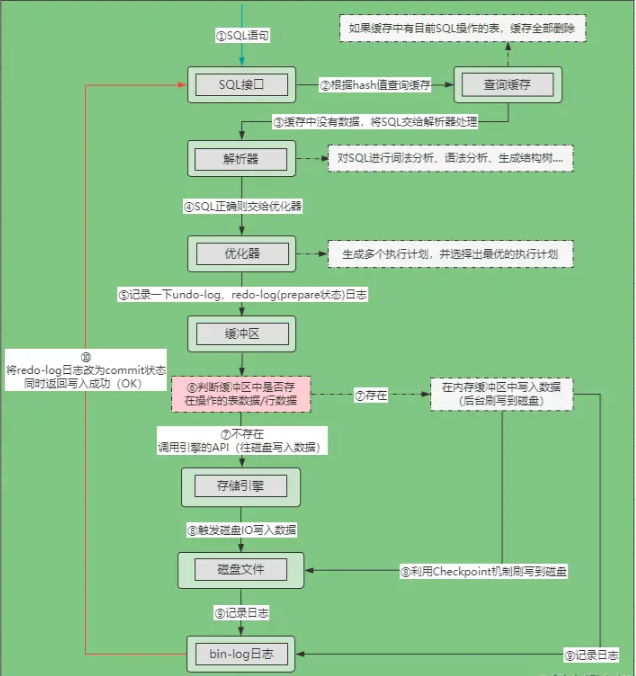 ①SQL语句
如果缓存中有目前SQL操作的表，缓存全部删除
SQL接口
②根据hash值查询缓存
查询缓存
③缓存中没有数据，将SQL交给解析器处理
解析器
对SQL进行词法分析、语法分析、生成结构树....
④SQL正确则交给优化器
优化器
生成多个执行计划，并选择出最优的执行计划
⑤记录一下undo-log、redo-log(prepare状态)日志
缓冲区
⑩
将redo-log日志改为commit状态
同时返回写入成功（OK）
⑥判断缓冲区中是否存
在操作的表数据/行数据
⑦存在
在内存缓冲区中写入数据
（后台刷写到磁盘）
⑦不存在
调用引擎的API（往磁盘写入数据）
存储引擎
⑧触发磁盘IO写入数据
磁盘文件
⑧利用Checkpoint机制刷写到磁盘
⑨记录日志
bin-log日志
⑨记录日志